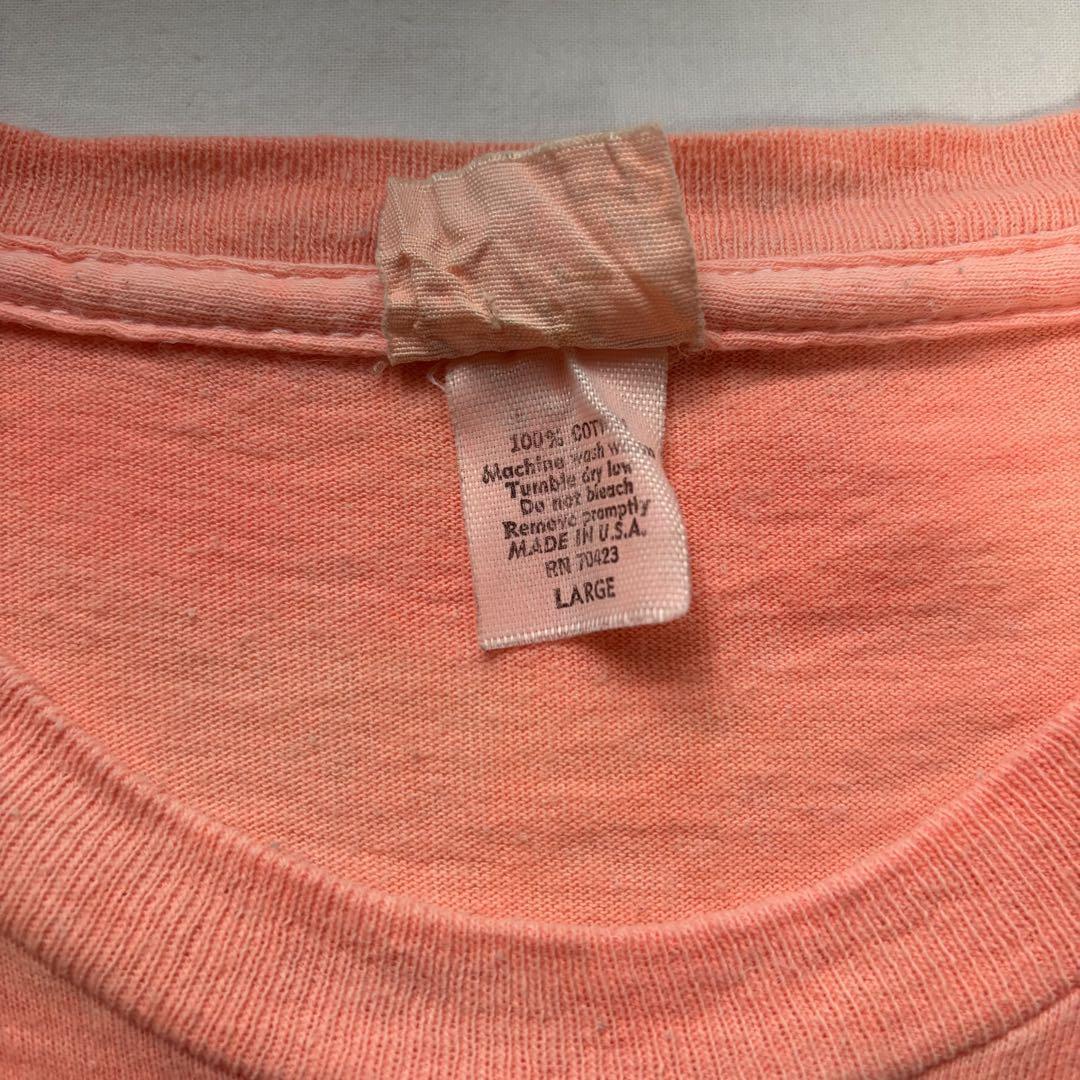 100% COTTON
Machine wash warm
Tumble dry low
Do not bleach
Remove promptly
MADE IN U.S.A.
RN 70423
LARGE